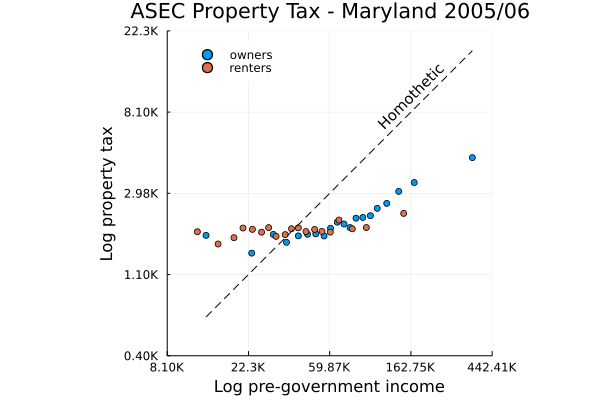 ASEC Property Tax - Maryland 2005/06
22.3K
owners
renters
Homothetic
8.10K
2.98K
1.10K
0.40K
Log property tax
8.10K 22.3K 59.87K 162.75K 442.41K
Log pre-government income